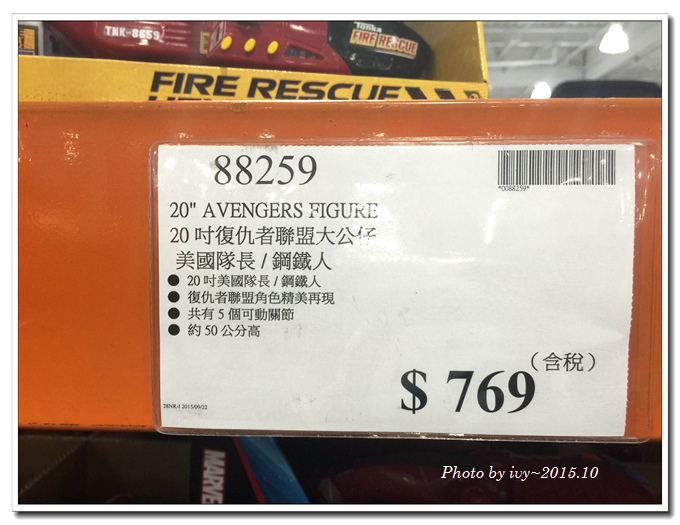 TNK-8659
Tonka
FIRE RESCUE
FIRE RESCUE
88259
*0088259*
20" AVENGERS FIGURE
20 吋復仇者聯盟大公仔
美國隊長 / 鋼鐵人
● 20 吋美國隊長 / 鋼鐵人
● 復仇者聯盟角色精美再現
● 共有 5 個可動關節
● 約 50 公分高
(含稅)
$ 769
2015/09/22
MARVEL
Photo by ivy~2015.10